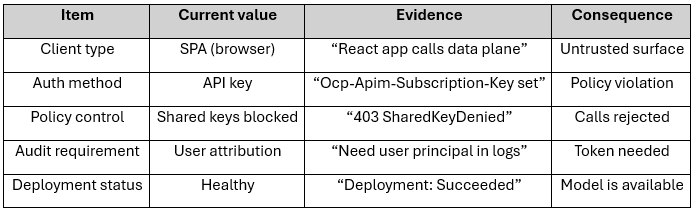 Item Current value Evidence Consequence
Client type SPA (browser) “React app calls data plane” Untrusted surface
Auth method API key “Ocp-Apim-Subscription-Key set” Policy violation
Policy control Shared keys blocked “403 SharedKeyDenied” Calls rejected
Audit requirement User attribution “Need user principal in logs” Token needed
Deployment status Healthy “Deployment: Succeeded” Model is available